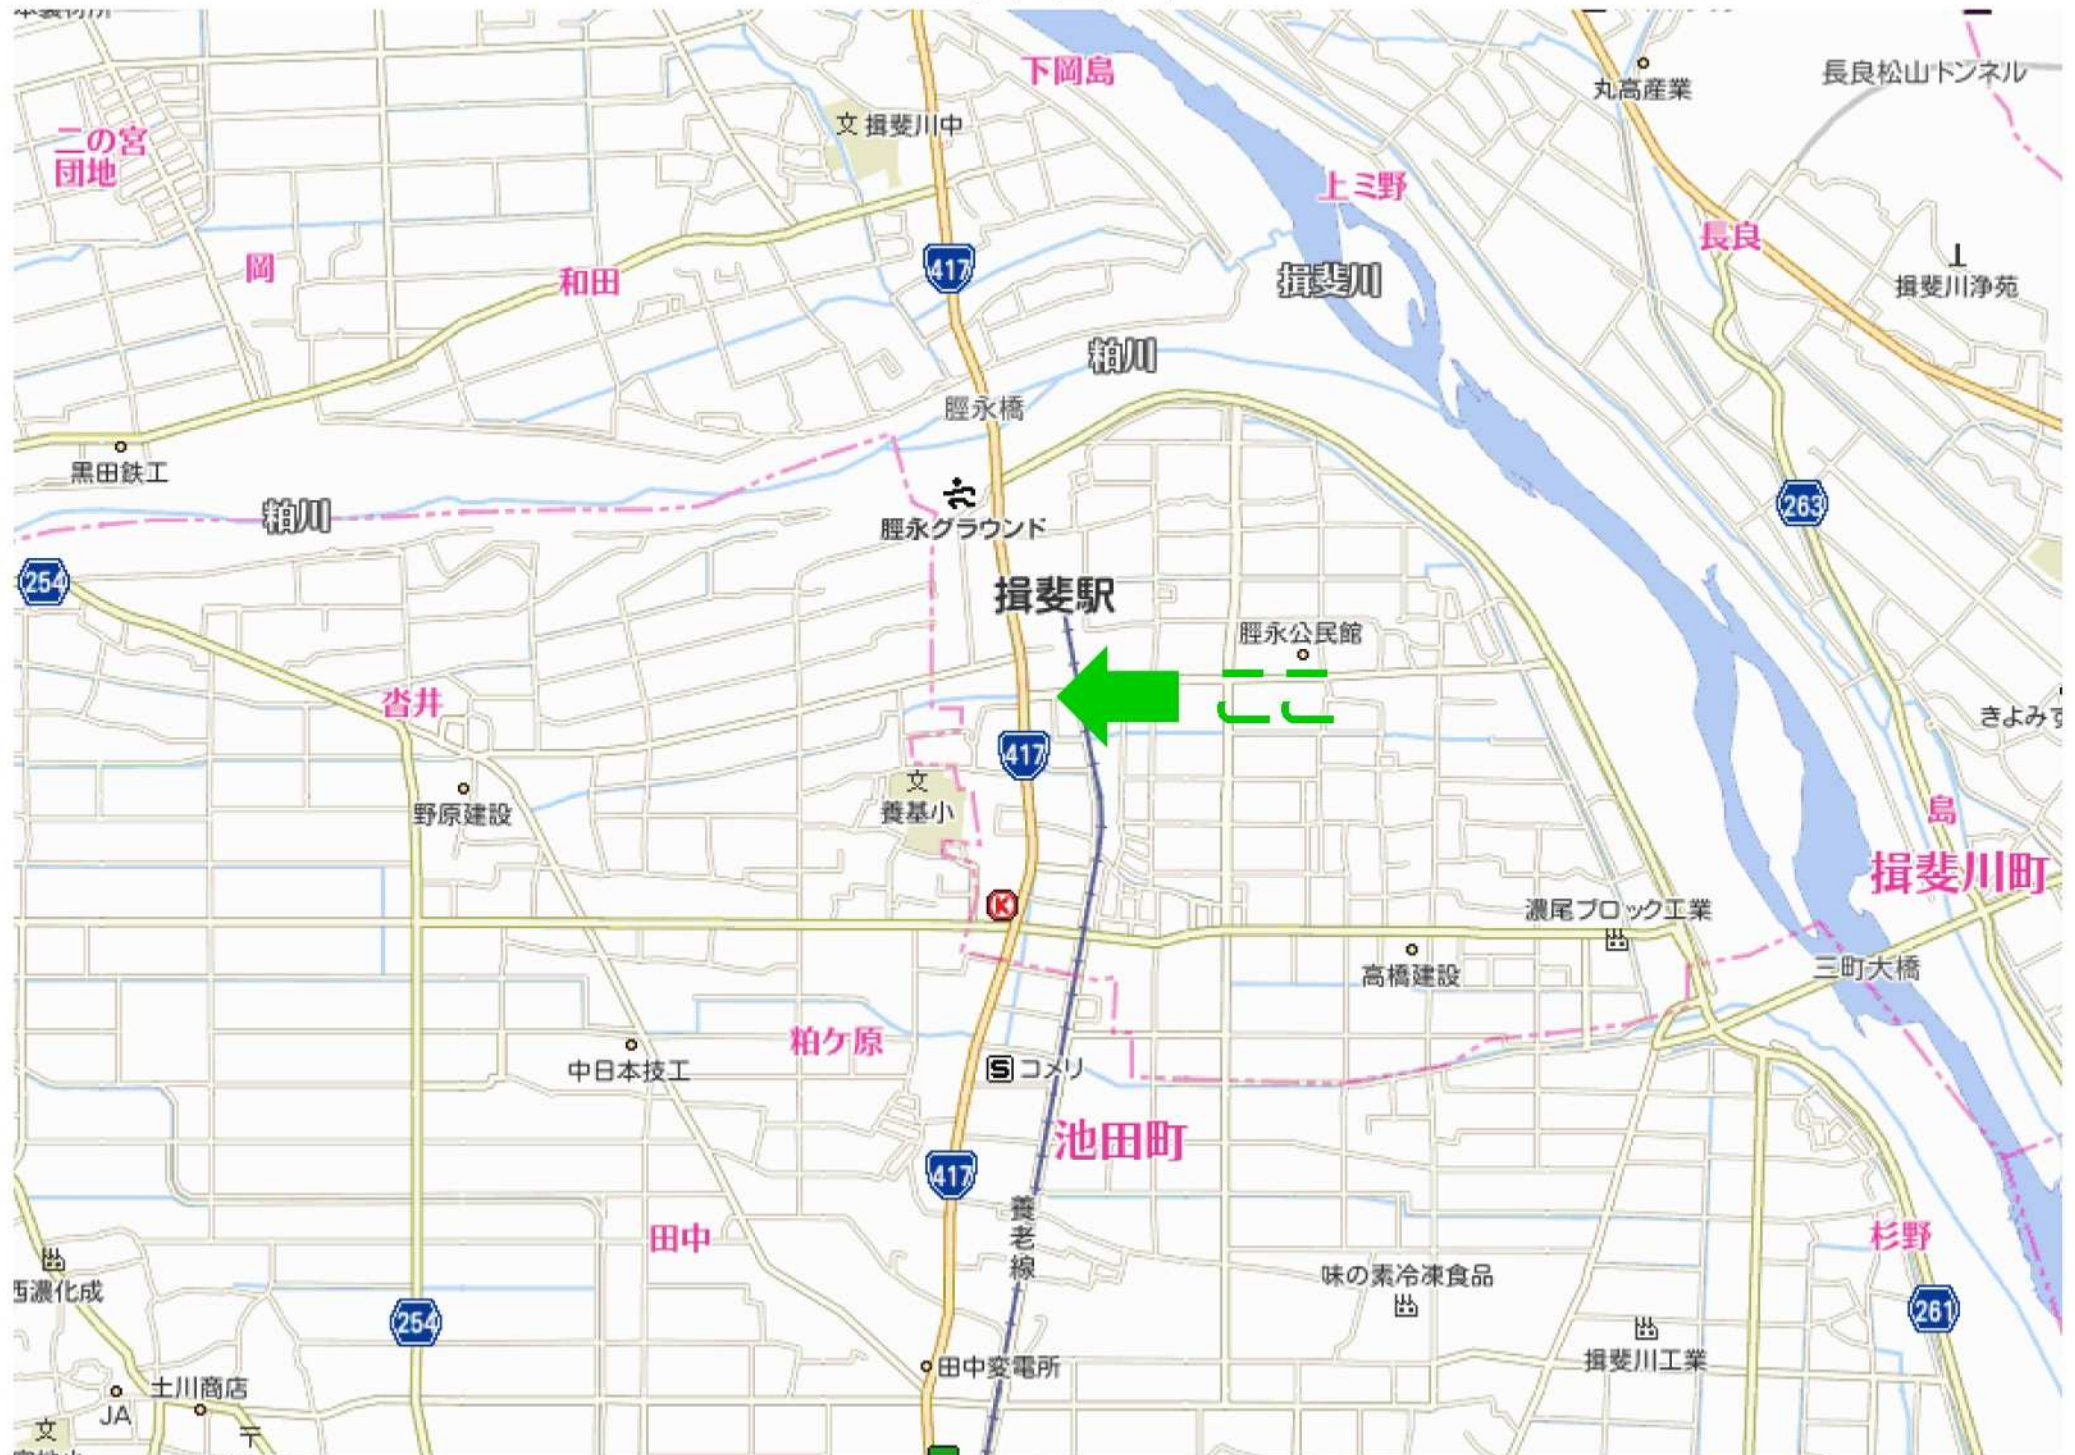 下岡島
丸高産業
長良松山トンネル
二の宮
団地
揖斐川中
上ミ野
長良
岡
和田
417
揖斐川
揖斐川浄苑
粕川
脛永橋
黒田鉄工
粕川
263
脛永グラウンド
254
揖斐駅
脛永公民館
ここ
沓井
きよみず
417
養基小
野原建設
島
揖斐川町
K
濃尾ブロック工業
高橋建設
三町大橋
粕ケ原
中日本技工
S コメリ
池田町
417
養老線
田中
杉野
味の素冷凍食品
西濃化成
254
261
揖斐川工業
田中変電所
土川商店
JA